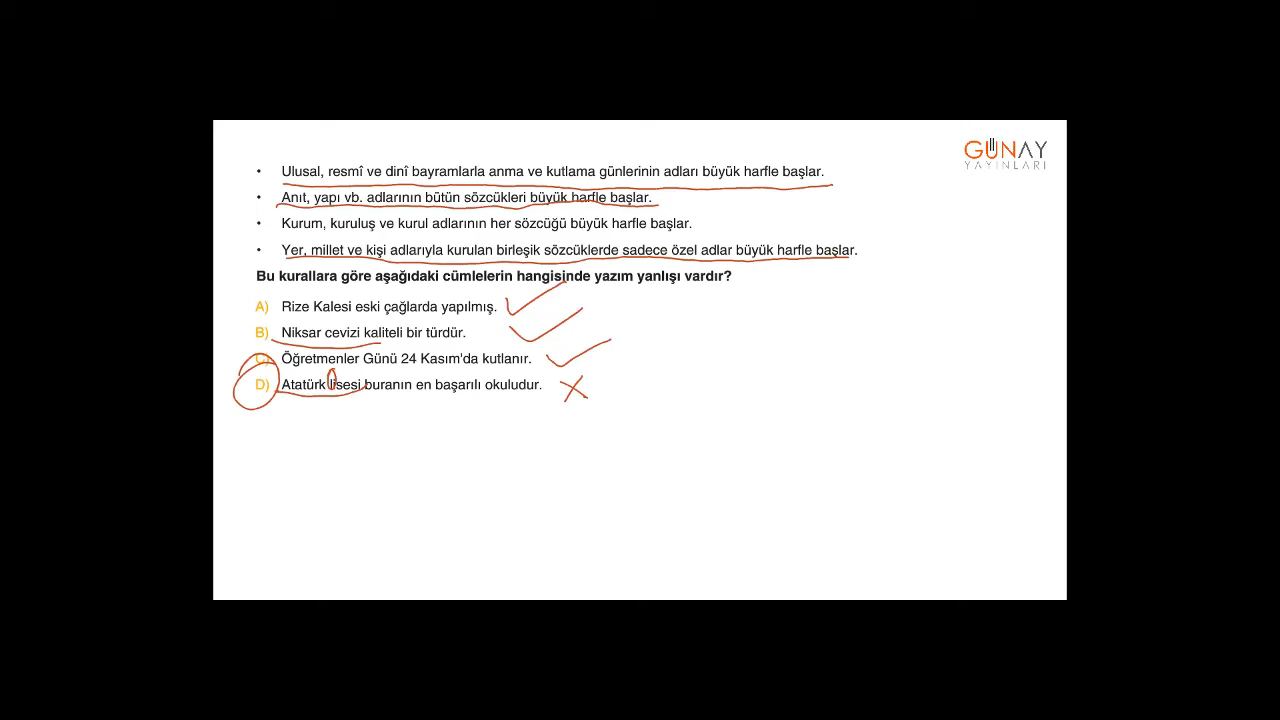 GÜNAY
YAYINLARI
• Ulusal, resmî ve dinî bayramlarla anma ve kutlama günlerinin adları büyük harfle başlar.
• Anıt, yapı vb. adlarının bütün sözcükleri büyük harfle başlar.
• Kurum, kuruluş ve kurul adlarının her sözcüğü büyük harfle başlar.
• Yer, millet ve kişi adlarıyla kurulan birleşik sözcüklerde sadece özel adlar büyük harfle başlar.
Bu kurallara göre aşağıdaki cümlelerin hangisinde yazım yanlışı vardır?
A) Rize Kalesi eski çağlarda yapılmış.
B) Niksar cevizi kaliteli bir türdür.
C) Öğretmenler Günü 24 Kasım'da kutlanır.
D) Atatürk lisesi buranın en başarılı okuludur.